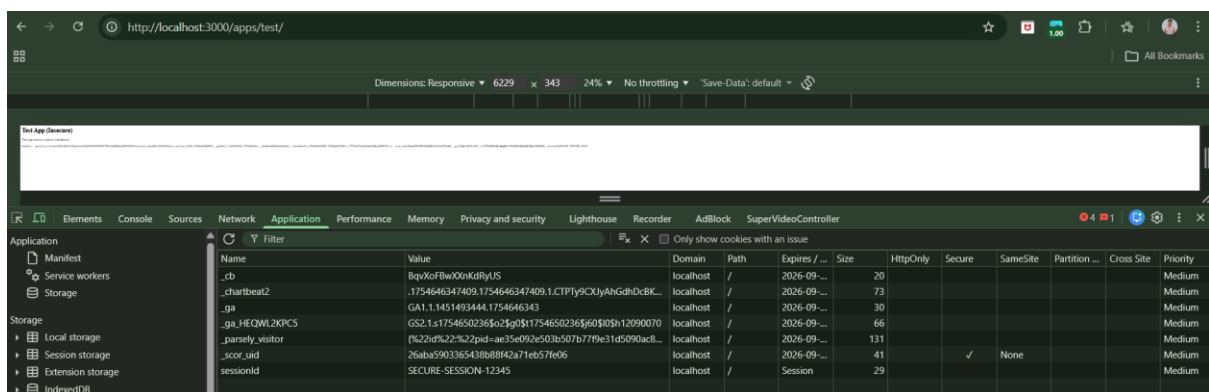 http://localhost:3000/apps/test/
1.00
All Bookmarks
Dimensions: Responsive ▼ 6229 × 343 24% ▼ No throttling ▼ 'Save-Data': default ▼
Test App (Insecure)
Elements Console Sources Network Application Performance Memory Privacy and security Lighthouse Recorder AdBlock SuperVideoController 4 1
Application
Manifest
Service workers
Storage
Storage
Local storage
Session storage
Extension storage
IndexedDB
Filter Only show cookies with an issue
Name Value Domain Path Expires / ... Size HttpOnly Secure SameSite Partition ... Cross Site Priority
_cb BqvXoFBwXXnKdRyUS localhost / 2026-09-... 20 Medium
_chartbeat2 .1754646347409.1754646347409.1.CTPTy9CXJyAhGdhDcBK... localhost / 2026-09-... 73 Medium
_ga GA1.1.1451493444.1754646343 localhost / 2026-09-... 30 Medium
_ga_HEQWL2KPC5 GS2.1.s1754650236$o2$g0$t1754650236$j60$l0$h12090070 localhost / 2026-09-... 66 Medium
_parsely_visitor {%22id%22:%22pid=ae35e092e503b507b77f9e31d5090ac8... localhost / 2026-09-... 131 Medium
_scor_uid 26aba5903365438b88f42a71eb57fe06 localhost / 2026-09-... 41 ✓ None Medium
sessionId SECURE-SESSION-12345 localhost / Session 29 Medium